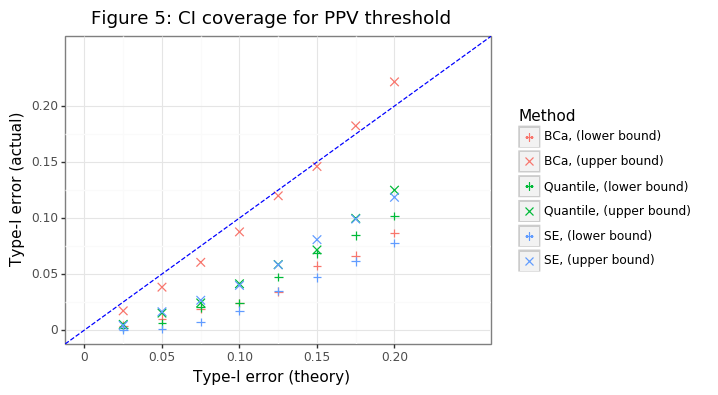 Figure 5: CI coverage for PPV threshold
Type-I error (actual)
0.20
0.15
0.10
0.05
0
0
0.05
0.10
0.15
0.20
Type-I error (theory)
Method
BCa, (lower bound)
BCa, (upper bound)
Quantile, (lower bound)
Quantile, (upper bound)
SE, (lower bound)
SE, (upper bound)